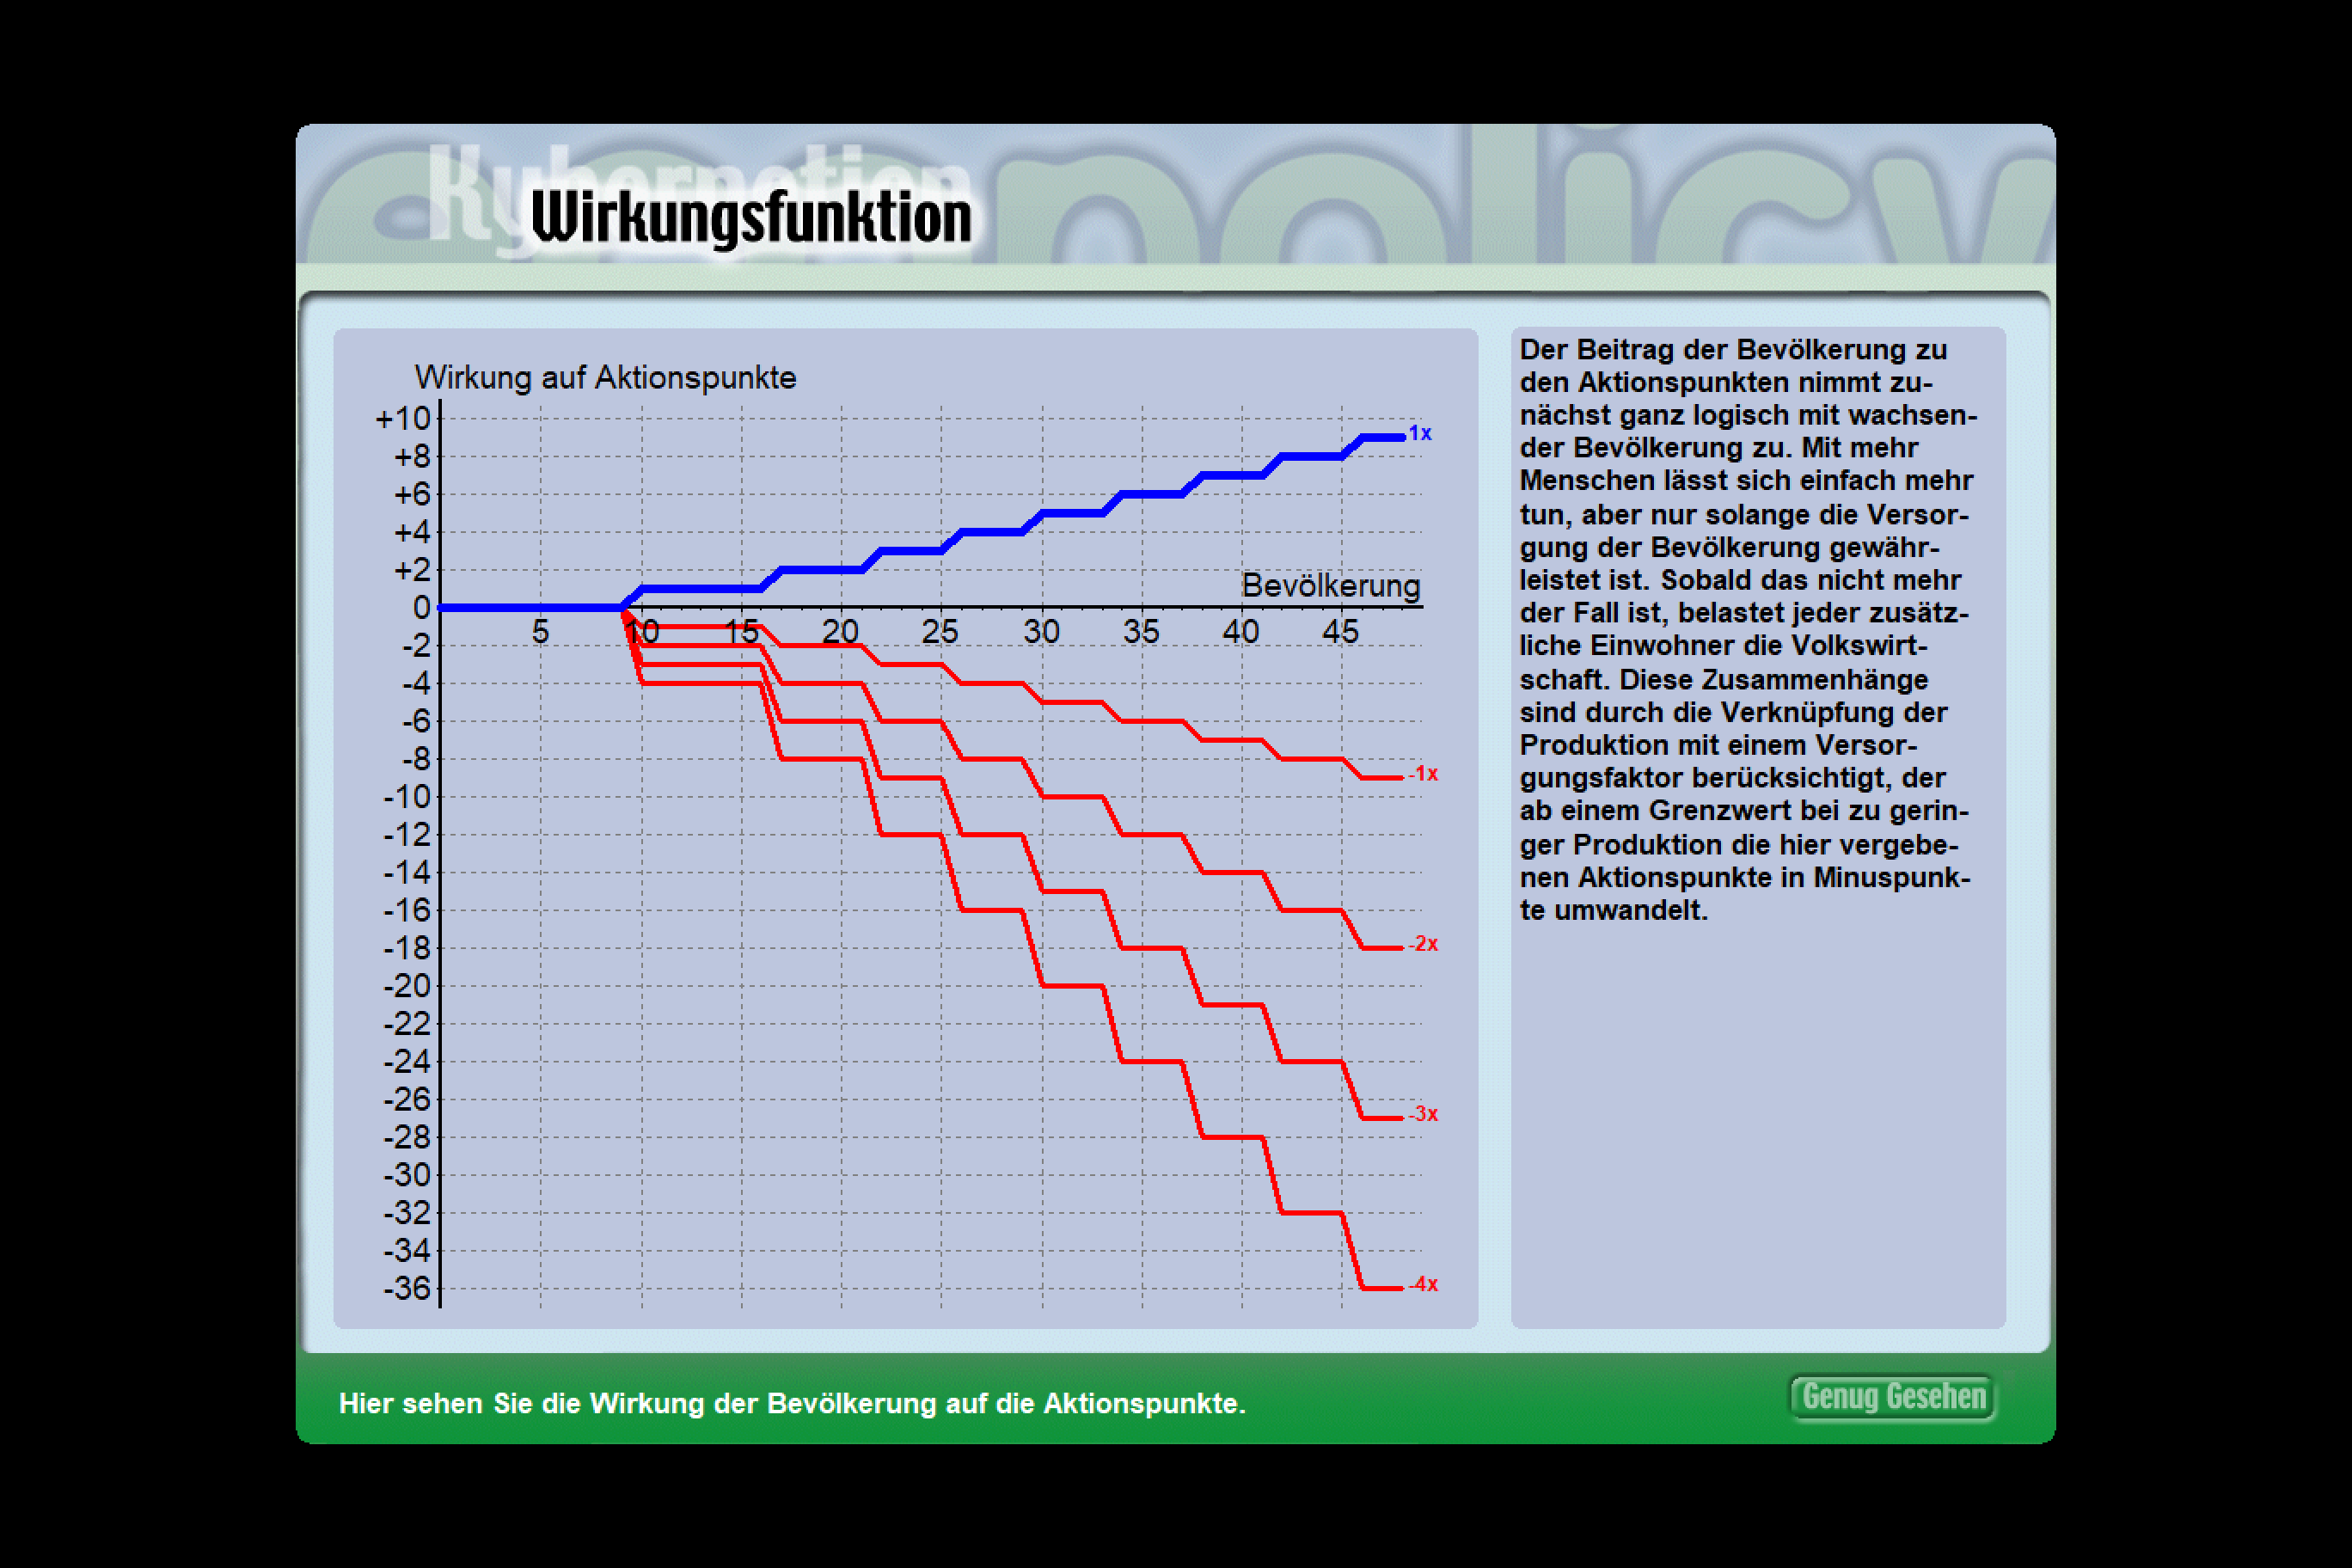 ecopolicy
Kybernetien
Wirkungsfunktion
Wirkung auf Aktionspunkte
+10
+8
+6
+4
+2
0
-2
-4
-6
-8
-10
-12
-14
-16
-18
-20
-22
-24
-26
-28
-30
-32
-34
-36
Bevölkerung
5 10 15 20 25 30 35 40 45
1x
-1x
-2x
-3x
-4x
Der Beitrag der Bevölkerung zu
den Aktionspunkten nimmt zu-
nächst ganz logisch mit wachsen-
der Bevölkerung zu. Mit mehr
Menschen lässt sich einfach mehr
tun, aber nur solange die Versor-
gung der Bevölkerung gewähr-
leistet ist. Sobald das nicht mehr
der Fall ist, belastet jeder zusätz-
liche Einwohner die Volkswirt-
schaft. Diese Zusammenhänge
sind durch die Verknüpfung der
Produktion mit einem Versor-
gungsfaktor berücksichtigt, der
ab einem Grenzwert bei zu gerin-
ger Produktion die hier vergebe-
nen Aktionspunkte in Minuspunk-
te umwandelt.
Hier sehen Sie die Wirkung der Bevölkerung auf die Aktionspunkte.
Genug Gesehen